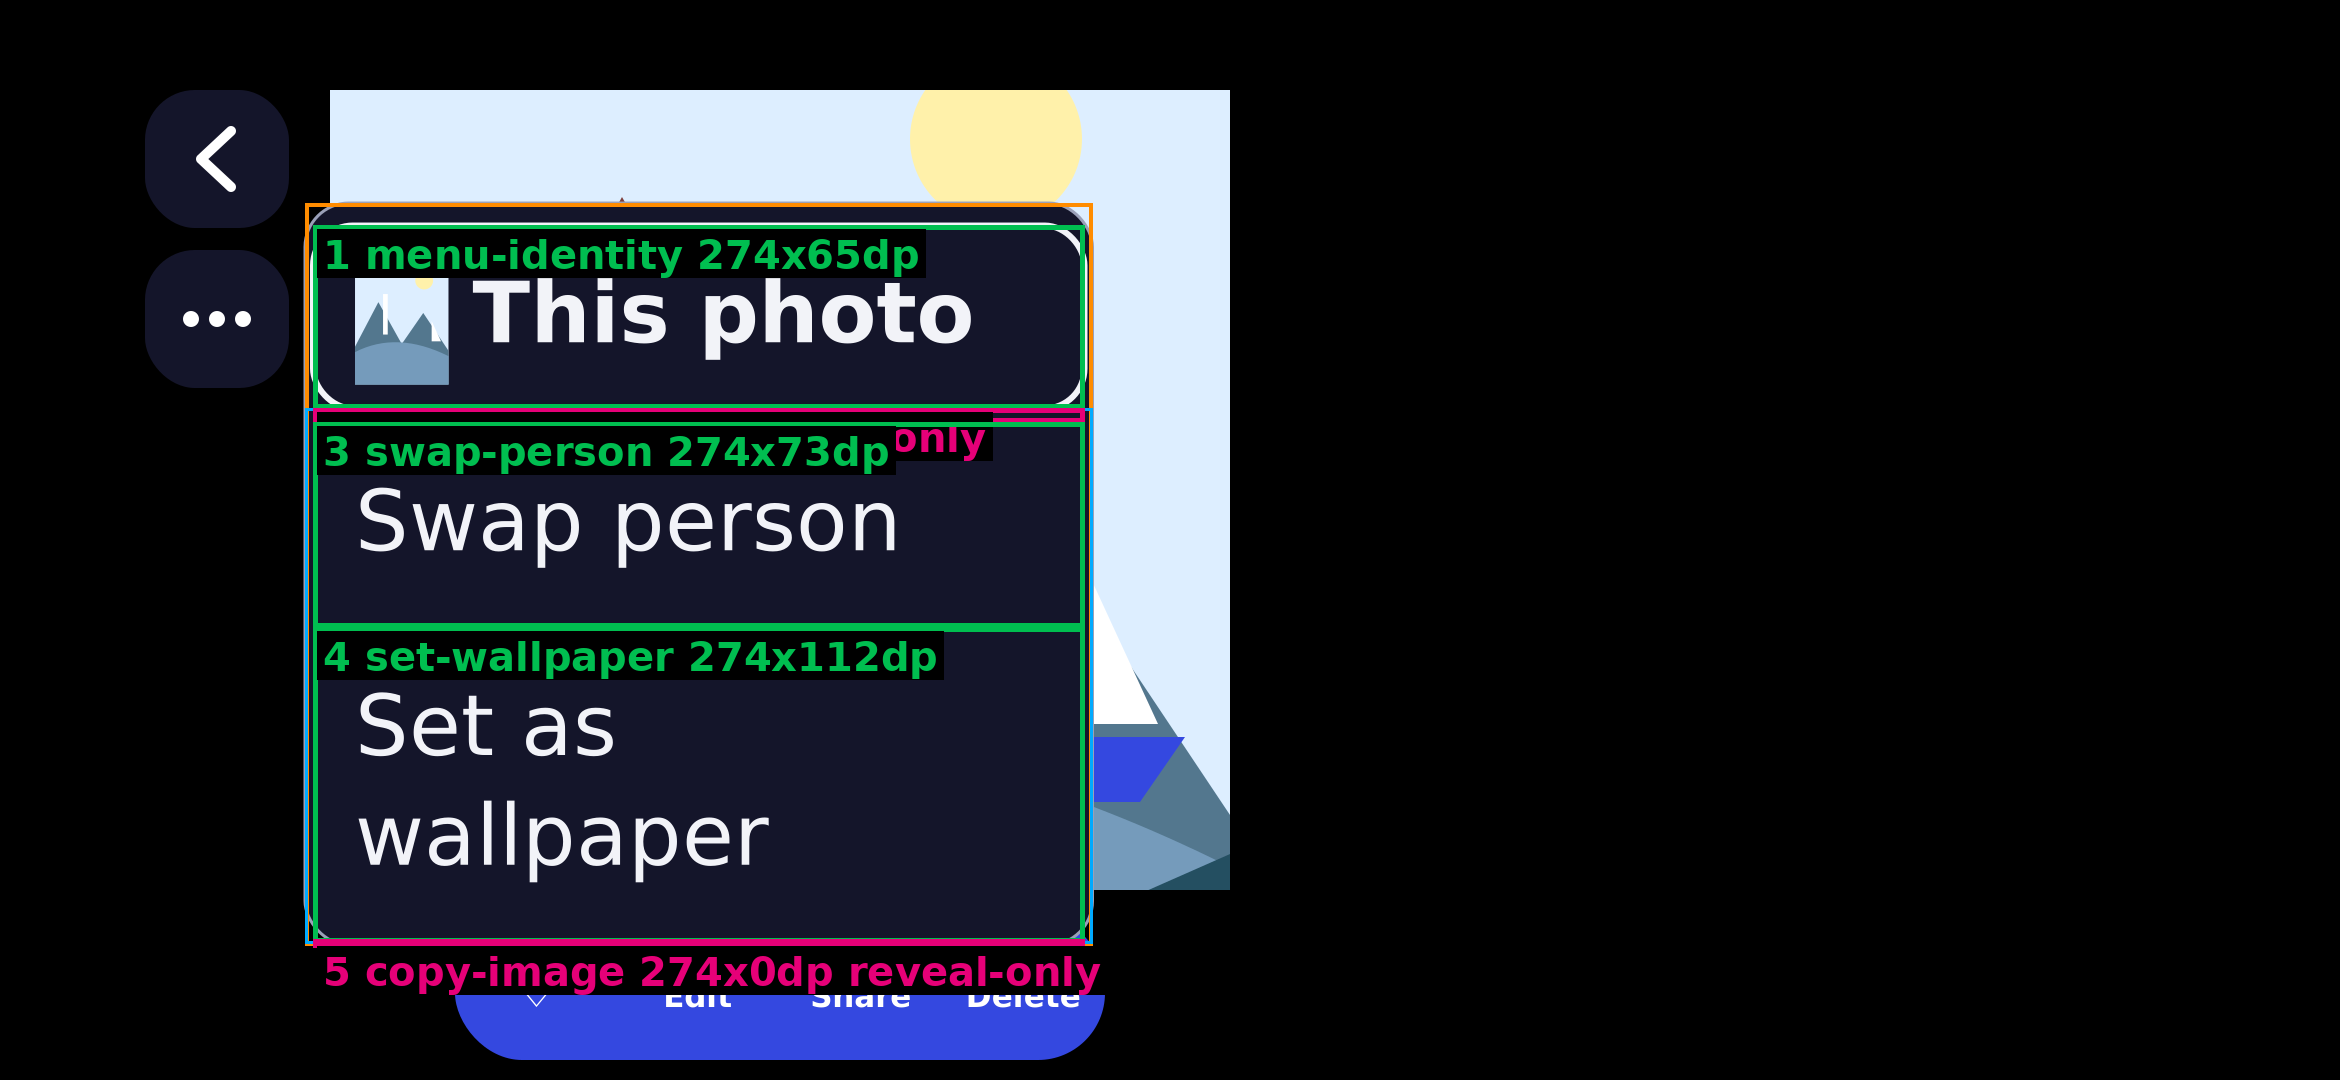 1 menu-identity 274x65dp
This photo
only
3 swap-person 274x73dp
Swap person
4 set-wallpaper 274x112dp
Set as
wallpaper
5 copy-image 274x0dp reveal-only
Edit Share Delete